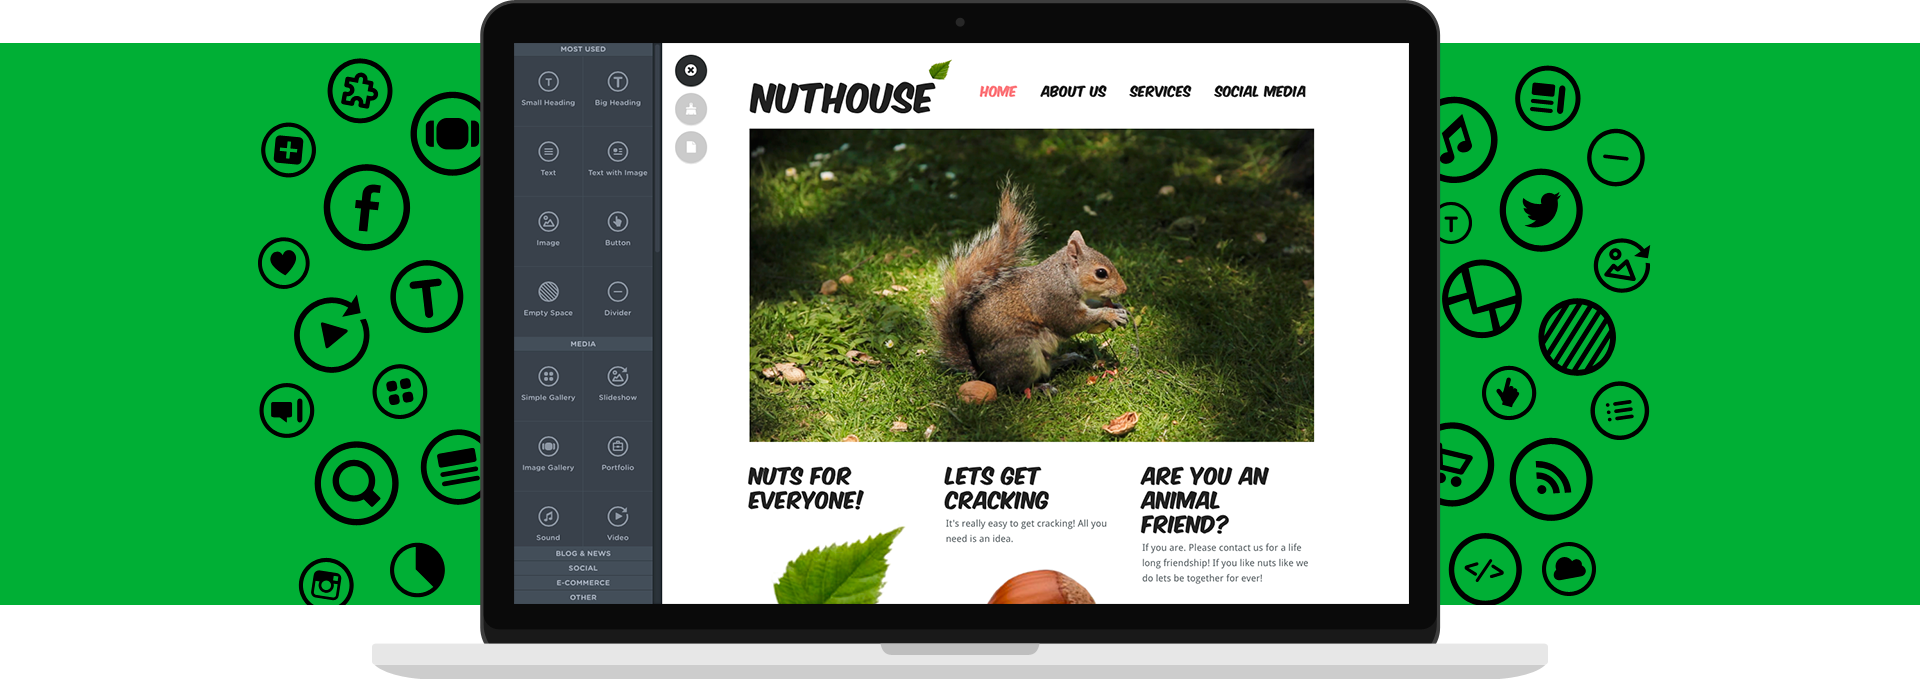 MOST USED
Small Heading
Big Heading
Text
Text with Image
Image
Button
Empty Space
Divider
MEDIA
Simple Gallery
Slideshow
Image Gallery
Portfolio
Sound
Video
BLOG & NEWS
SOCIAL
E-COMMERCE
OTHER
NUTHOUSE
HOME ABOUT US SERVICES SOCIAL MEDIA
NUTS FOR
EVERYONE!
LETS GET
CRACKING
It's really easy to get cracking! All you
need is an idea.
ARE YOU AN
ANIMAL
FRIEND?
If you are. Please contact us for a life
long friendship! If you like nuts like we
do lets be together for ever!